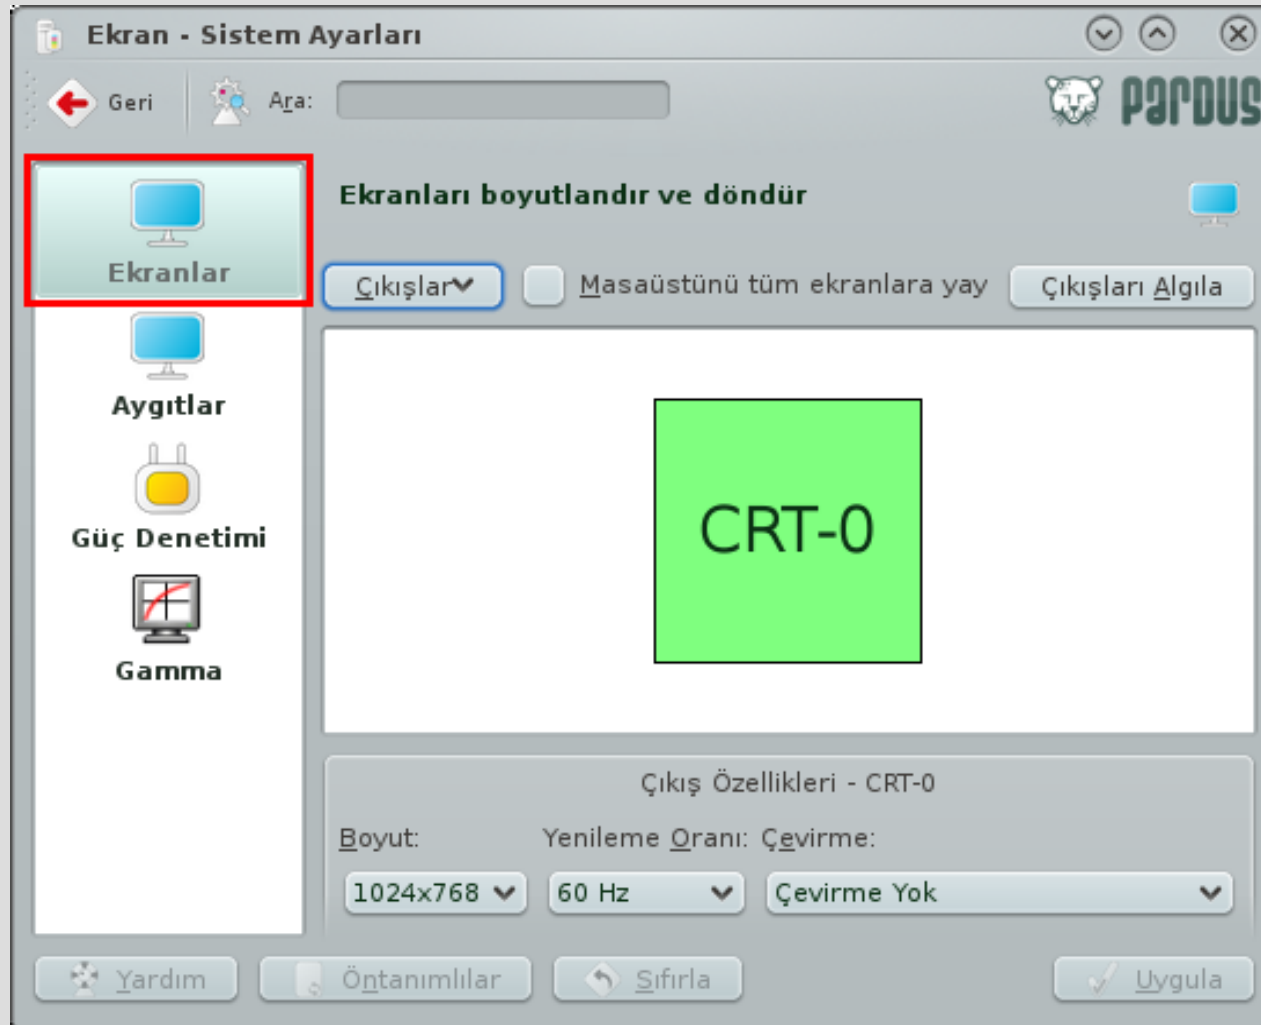 Ekran - Sistem Ayarları
Geri
Ara:
PARDUS
Ekranlar
Aygıtlar
Güç Denetimi
Gamma
Ekranları boyutlandır ve döndür
Çıkışlar
Masaüstünü tüm ekranlara yay
Çıkışları Algıla
CRT-0
Çıkış Özellikleri - CRT-0
Boyut: Yenileme Oranı: Çevirme:
1024x768 60 Hz Çevirme Yok
Yardım Öntanımlılar Sıfırla Uygula